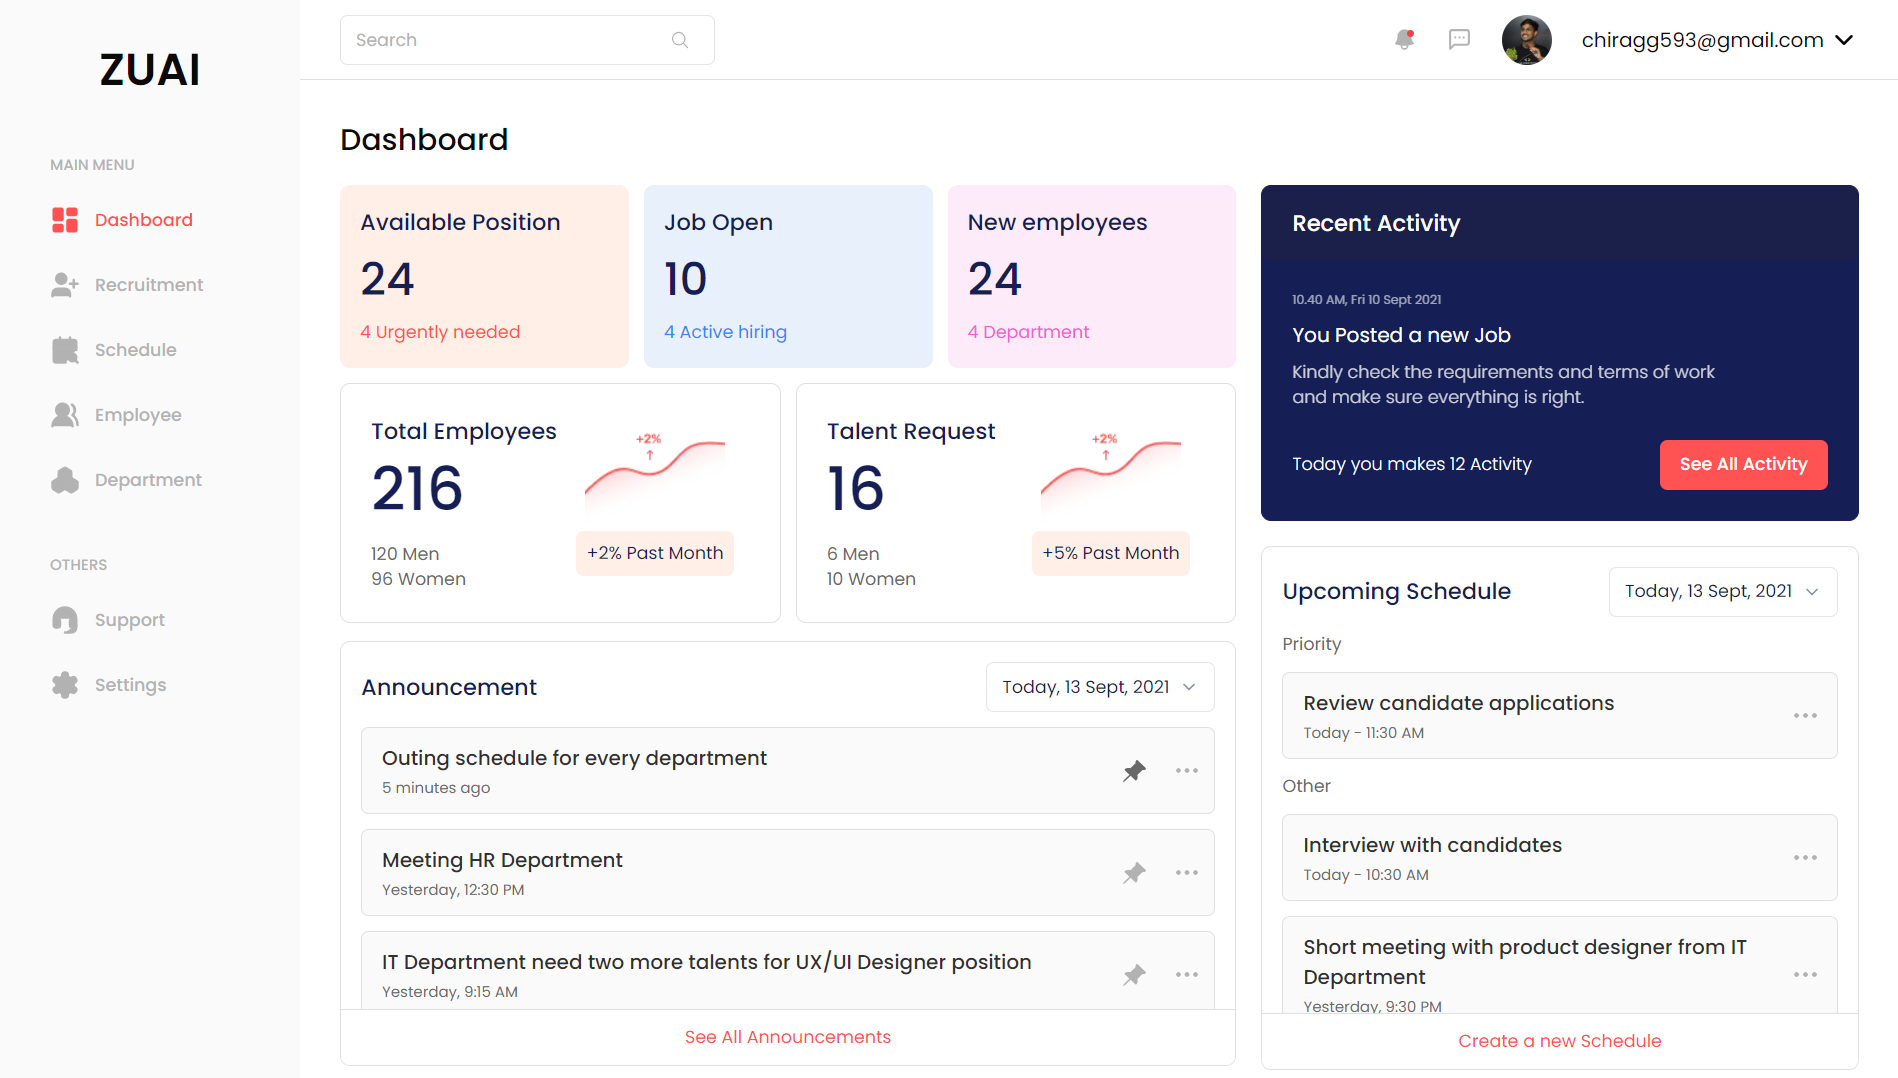 ZUAI
MAIN MENU
Dashboard
Recruitment
Schedule
Employee
Department
OTHERS
Support
Settings
Search
chiragg593@gmail.com
Dashboard
Available Position
24
4 Urgently needed
Job Open
10
4 Active hiring
New employees
24
4 Department
Total Employees
216
120 Men
96 Women
+2%
+2% Past Month
Talent Request
16
6 Men
10 Women
+2%
+5% Past Month
Announcement
Today, 13 Sept, 2021
Outing schedule for every department
5 minutes ago
Meeting HR Department
Yesterday, 12:30 PM
IT Department need two more talents for UX/UI Designer position
Yesterday, 9:15 AM
See All Announcements
Recent Activity
10.40 AM, Fri 10 Sept 2021
You Posted a new Job
Kindly check the requirements and terms of work
and make sure everything is right.
Today you makes 12 Activity
See All Activity
Upcoming Schedule
Today, 13 Sept, 2021
Priority
Review candidate applications
Today - 11:30 AM
Other
Interview with candidates
Today - 10:30 AM
Short meeting with product designer from IT
Department
Yesterday, 9:30 PM
Create a new Schedule